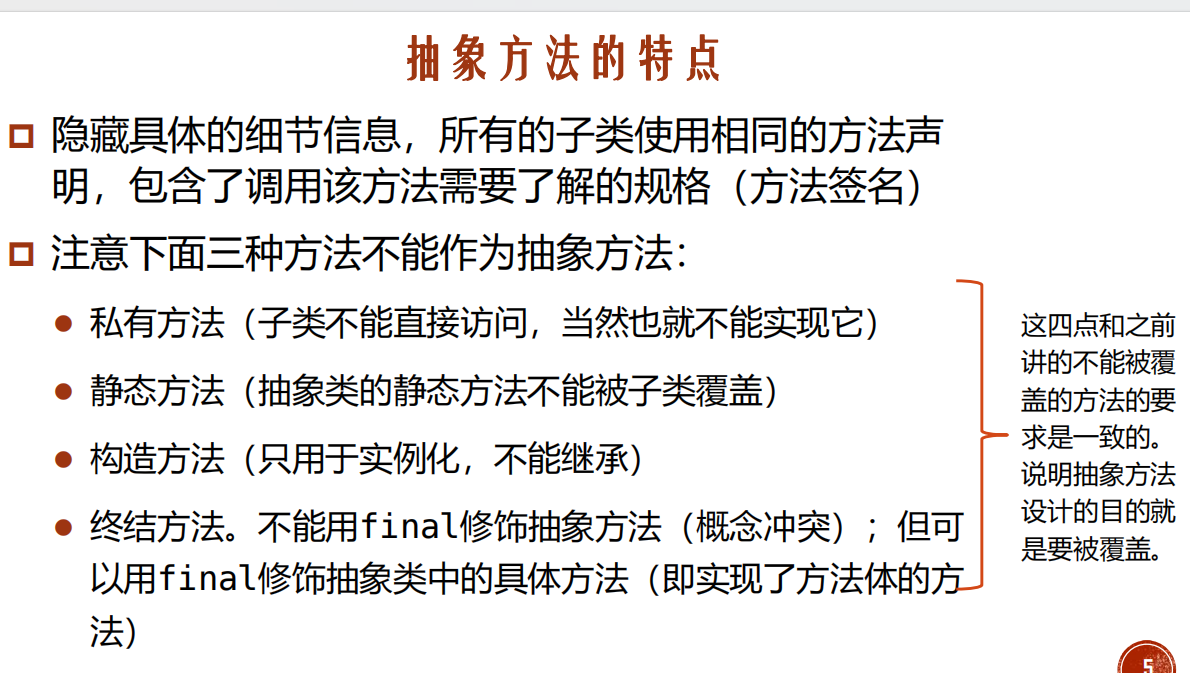 抽象方法的特点
隐藏具体的细节信息，所有的子类使用相同的方法声
明，包含了调用该方法需要了解的规格（方法签名）
注意下面三种方法不能作为抽象方法：
私有方法（子类不能直接访问，当然也就不能实现它）
静态方法（抽象类的静态方法不能被子类覆盖）
构造方法（只用于实例化，不能继承）
终结方法。不能用final修饰抽象方法（概念冲突）；但可
以用final修饰抽象类中的具体方法（即实现了方法体的方
法）
这四点和之前
讲的不能被覆
盖的方法的要
求是一致的。
说明抽象方法
设计的目的就
是要被覆盖。
5